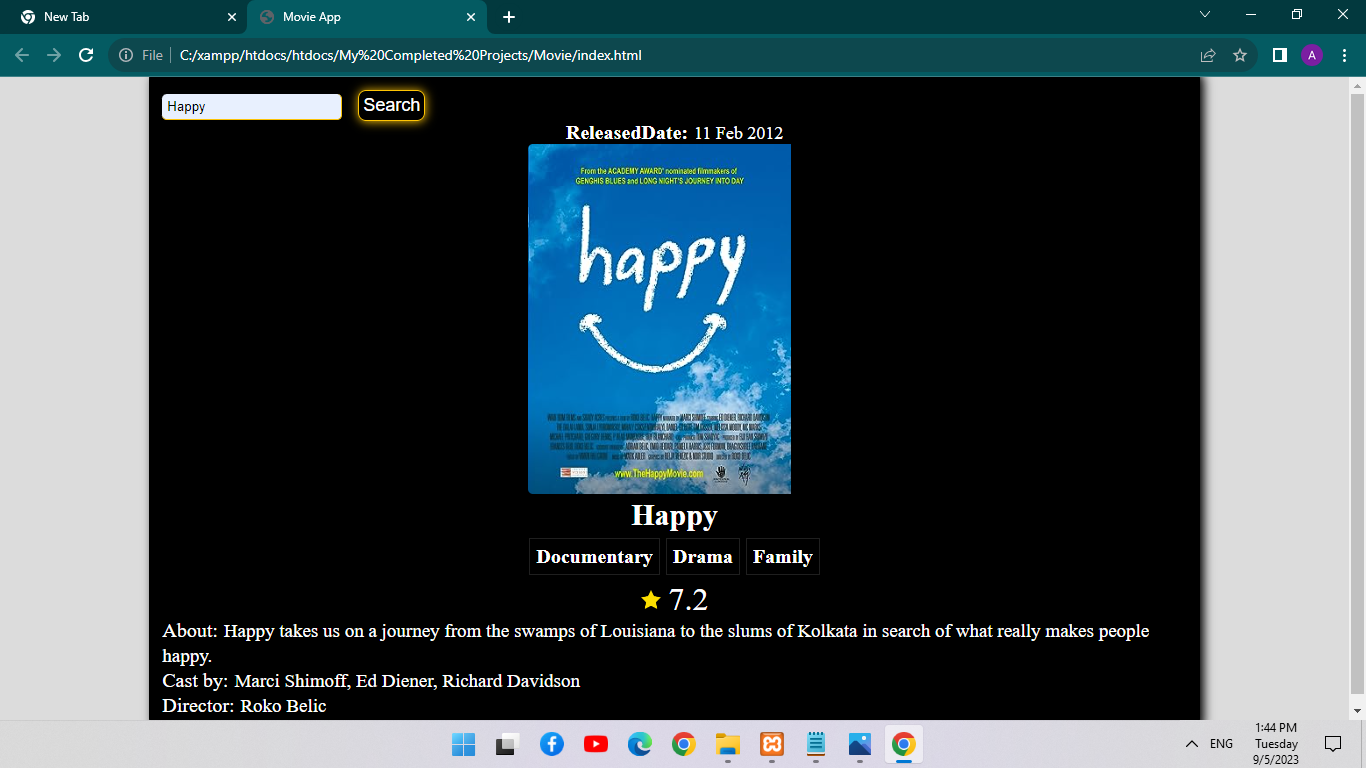 New Tab
Movie App
File
C:/xampp/htdocs/htdocs/My%20Completed%20Projects/Movie/index.html
A
Happy
Search
ReleasedDate: 11 Feb 2012
From the ACADEMY AWARD® nominated filmmakers of
GENGHIS BLUES and LONG NIGHT'S JOURNEY INTO DAY
happy
www.TheHappyMovie.com
Happy
Documentary Drama Family
7.2
About: Happy takes us on a journey from the swamps of Louisiana to the slums of Kolkata in search of what really makes people
happy.
Cast by: Marci Shimoff, Ed Diener, Richard Davidson
Director: Roko Belic
ENG
1:44 PM
Tuesday
9/5/2023